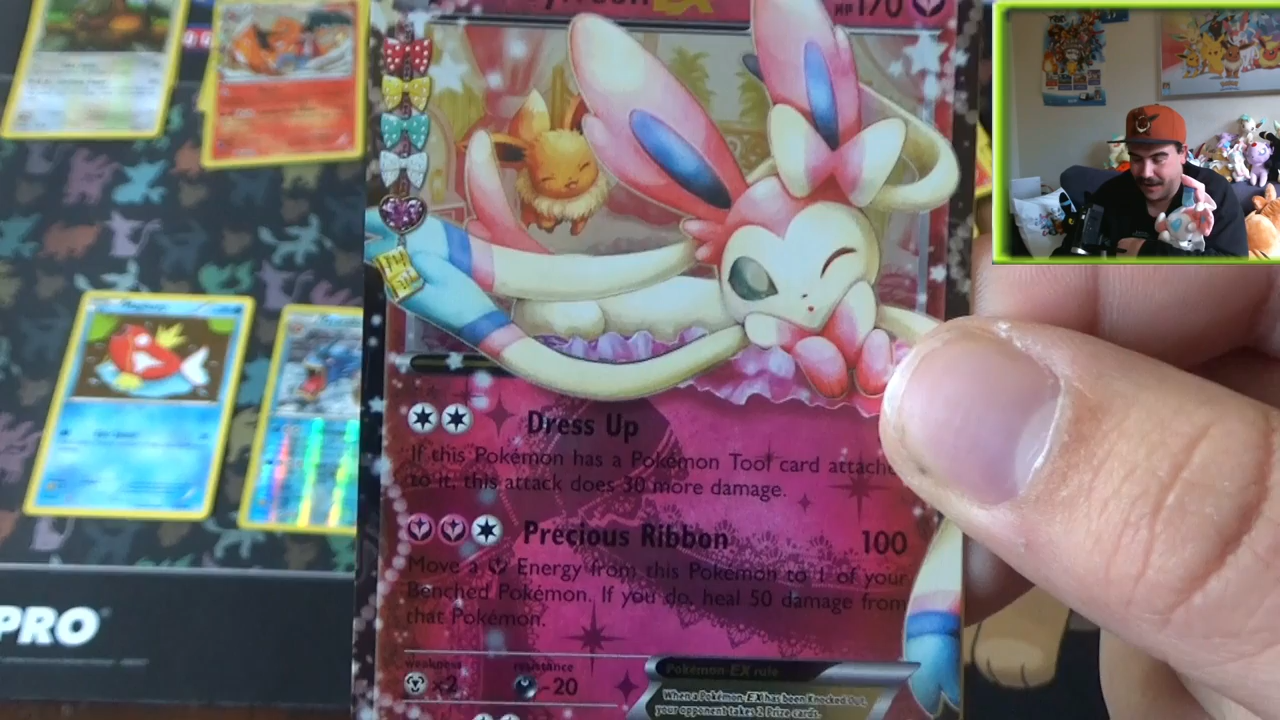 EX HP170
Dress Up
If this Pokémon has a Pokémon Tool card attache
to it, this attack does 30 more damage.
Precious Ribbon 100
Move a Energy from this Pokémon to 1 of your
Benched Pokémon. If you do, heal 50 damage from
that Pokémon.
weakness resistance
×2 -20
Pokémon-EX rule
When a Pokémon-EX has been Knocked Out,
your opponent takes 2 Prize cards.
Magikarp
PRO